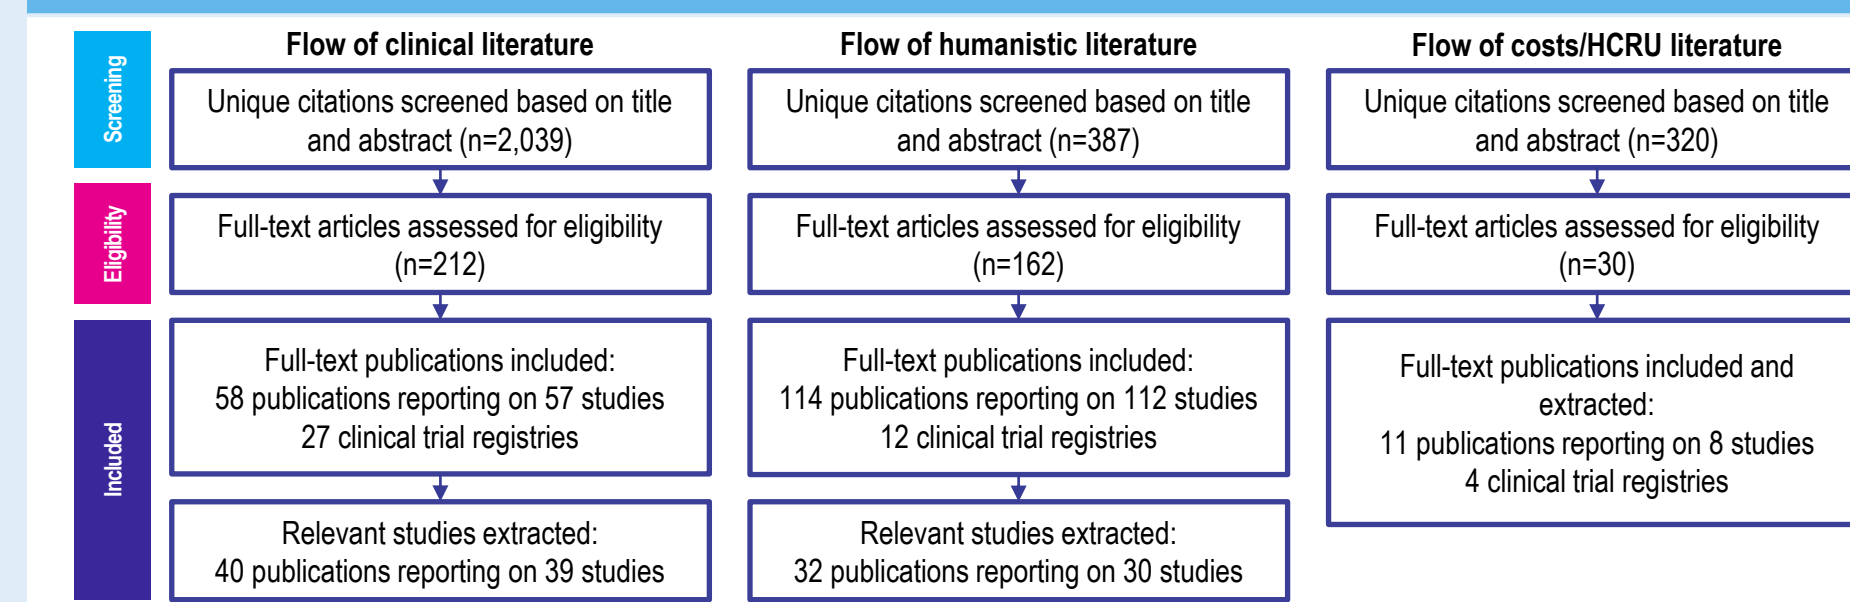 Screening
Eligibility
Included
Flow of clinical literature
Unique citations screened based on title
and abstract (n=2,039)
Full-text articles assessed for eligibility
(n=212)
Full-text publications included:
58 publications reporting on 57 studies
27 clinical trial registries
Relevant studies extracted:
40 publications reporting on 39 studies
Flow of humanistic literature
Unique citations screened based on title
and abstract (n=387)
Full-text articles assessed for eligibility
(n=162)
Full-text publications included:
114 publications reporting on 112 studies
12 clinical trial registries
Relevant studies extracted:
32 publications reporting on 30 studies
Flow of costs/HCRU literature
Unique citations screened based on title
and abstract (n=320)
Full-text articles assessed for eligibility
(n=30)
Full-text publications included and
extracted:
11 publications reporting on 8 studies
4 clinical trial registries